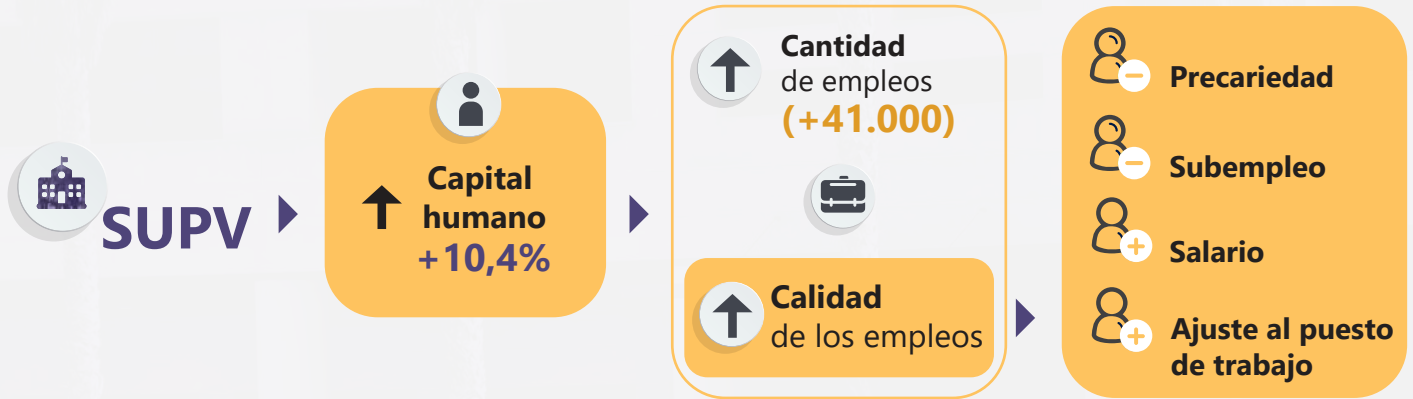 SUPV
Capital
humano
+10,4%
Cantidad
de empleos
(+41.000)
Calidad
de los empleos
Precariedad
Subempleo
Salario
Ajuste al puesto
de trabajo